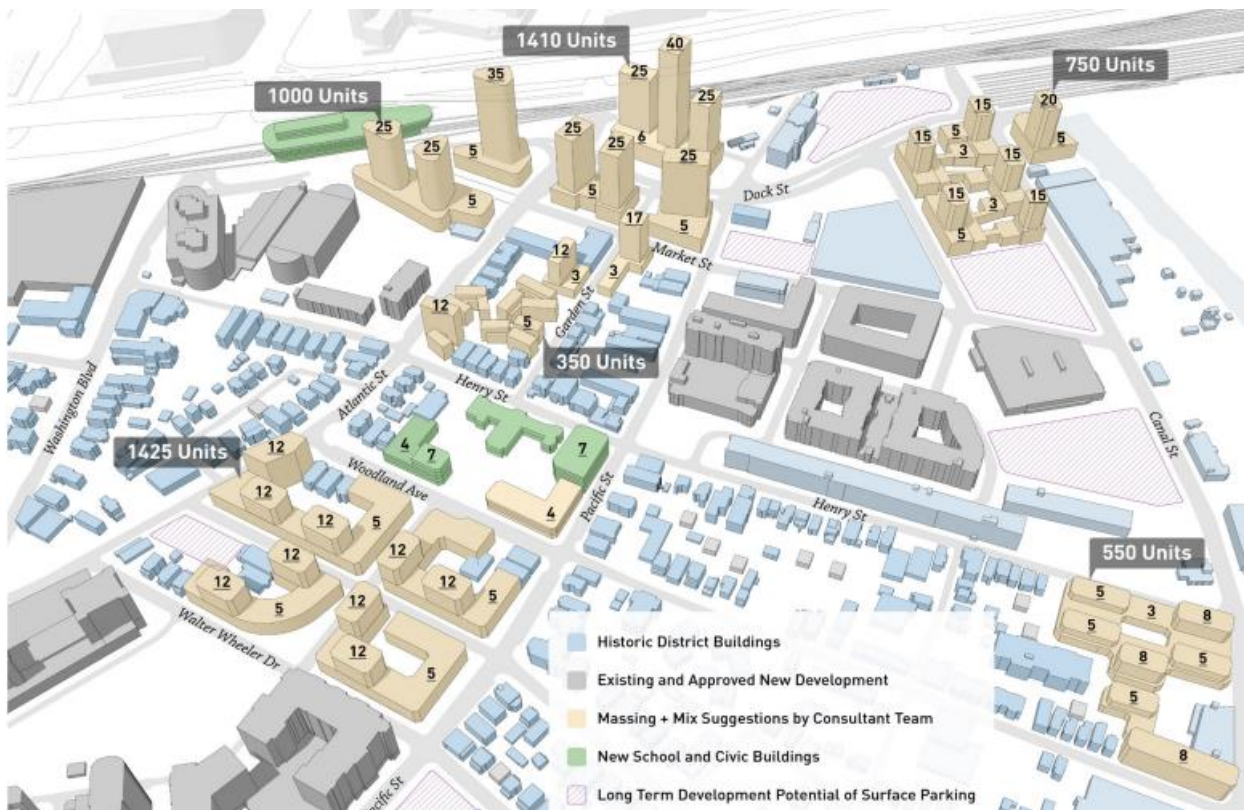 40
1410 Units
25
35
750 Units
20
1000 Units
25
15
25
25
25
25
6
25
5
15
5
3
15
5
25
5
5
15
3
15
5
Dock St
17
5
Market St
12
3
3
12
Garden St
5
350 Units
Washington Blvd
Atlantic St
Henry St
Canal St
4
7
7
1425 Units
12
Woodland Ave
4
Pacific St
Henry St
12
12
5
12
12
12
12
5
5
12
12
5
Walter Wheeler Dr
550 Units
5
3
8
5
8
5
5
8
Historic District Buildings
Existing and Approved New Development
Massing + Mix Suggestions by Consultant Team
New School and Civic Buildings
Long Term Development Potential of Surface Parking
Pacific St